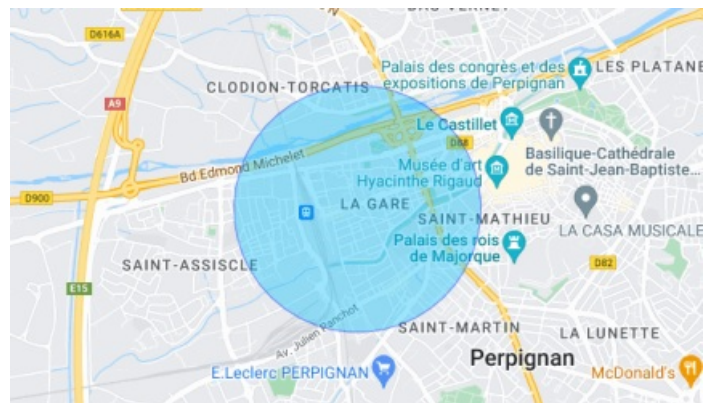 BAS-VERNET
D616A
Palais des congrès et des
expositions de Perpignan
LES PLATANE
CLODION-TORCATIS
A9
Le Castillet
D88
Bd Edmond Michelet
Musée d'art
Hyacinthe Rigaud
Basilique-Cathédrale
de Saint-Jean-Baptiste...
D900
LA GARE
SAINT-MATHIEU
LA CASA MUSICALE
Palais des rois
de Majorque
SAINT-ASSISCLE
D82
E15
Av. Julien Panchot
SAINT-MARTIN
LA LUNETTE
Perpignan
E.Leclerc PERPIGNAN
McDonald's